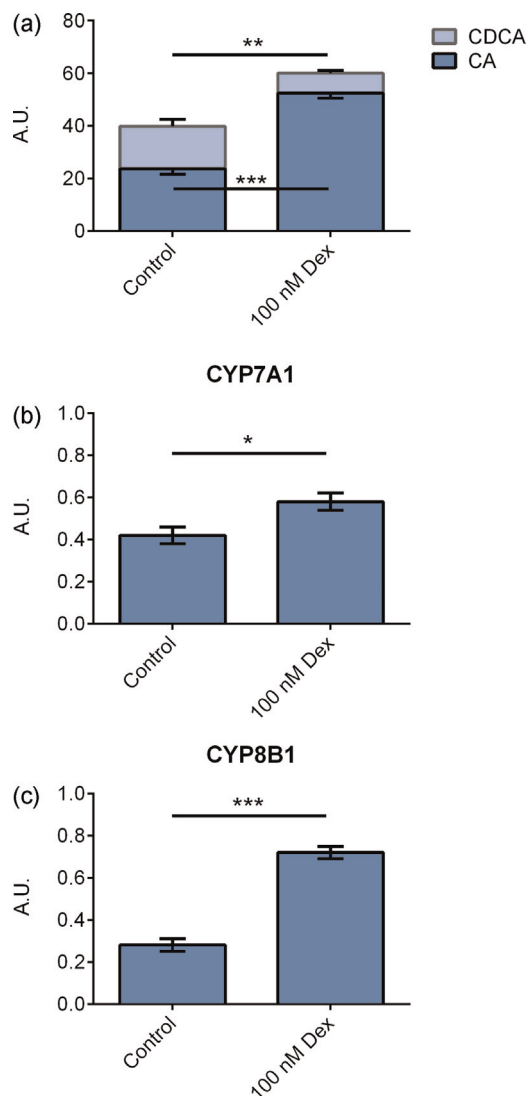 (a)
80
60
40
20
0
A.U.
**
***
CDCA
CA
Control
100 nM Dex
CYP7A1
(b)
1.0
0.8
0.6
0.4
0.2
0.0
A.U.
*
Control
100 nM Dex
CYP8B1
(c)
1.0
0.8
0.6
0.4
0.2
0.0
A.U.
***
Control
100 nM Dex